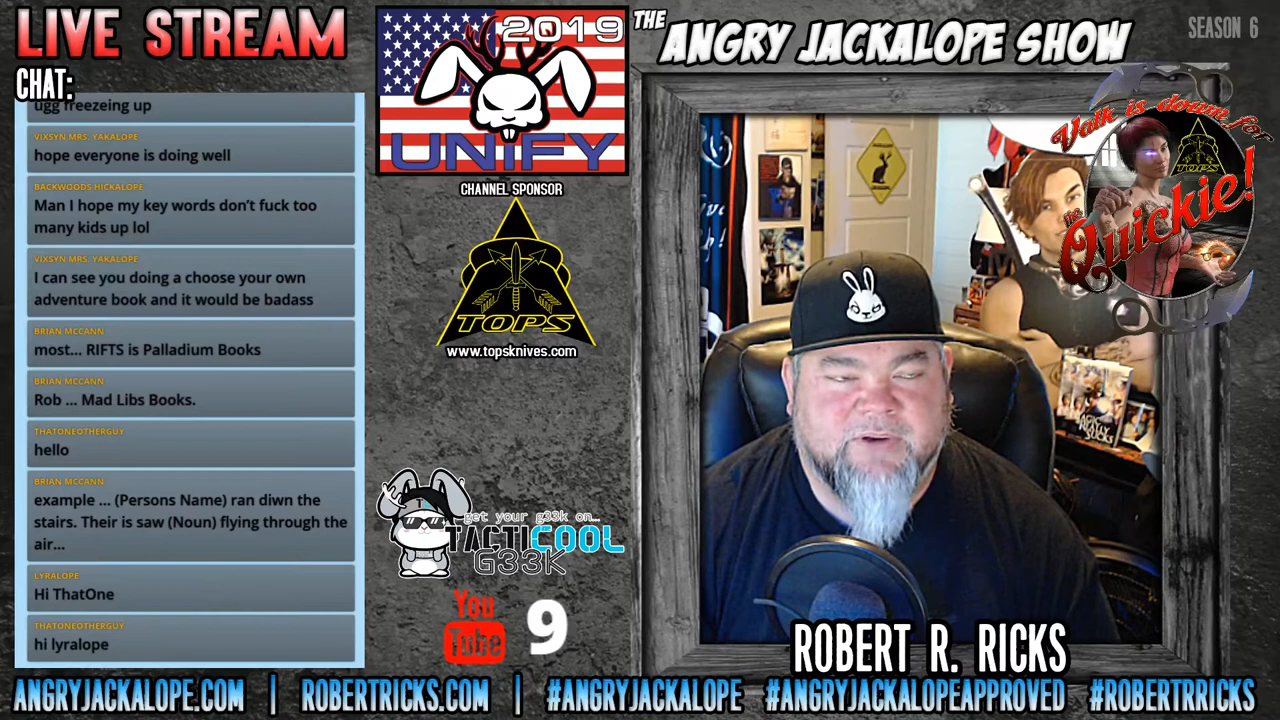 LIVE STREAM
CHAT:
ugg freezeing up
VIXSYN MRS. YAKALOPE
hope everyone is doing well
BACKWOODS HICKALOPE
Man I hope my key words don't fuck too
many kids up lol
VIXSYN MRS. YAKALOPE
I can see you doing a choose your own
adventure book and it would be badass
BRIAN MCCANN
most... RIFTS is Palladium Books
BRIAN MCCANN
Rob ... Mad Libs Books.
THATONEOTHERGUY
hello
BRIAN MCCANN
example ... (Persons Name) ran diwn the
stairs. Their is saw (Noun) flying through the
air...
LYRALOPE
Hi ThatOne
THATONEOTHERGUY
hi lyralope
2019
UNIFY
CHANNEL SPONSOR
TOPS
www.topsknives.com
get your g33k on...
TACTICOOL
G33K
You
Tube
9
THE
ANGRY JACKALOPE SHOW
SEASON 6
Valk is down for
TOPS
the
Quickie!
MAGIC
REALLY
SUCKS
ROBERT R. RICKS
ANGRYJACKALOPE.COM | ROBERTRICKS.COM | #ANGRYJACKALOPE #ANGRYJACKALOPEAPPROVED #ROBERTRRICKS